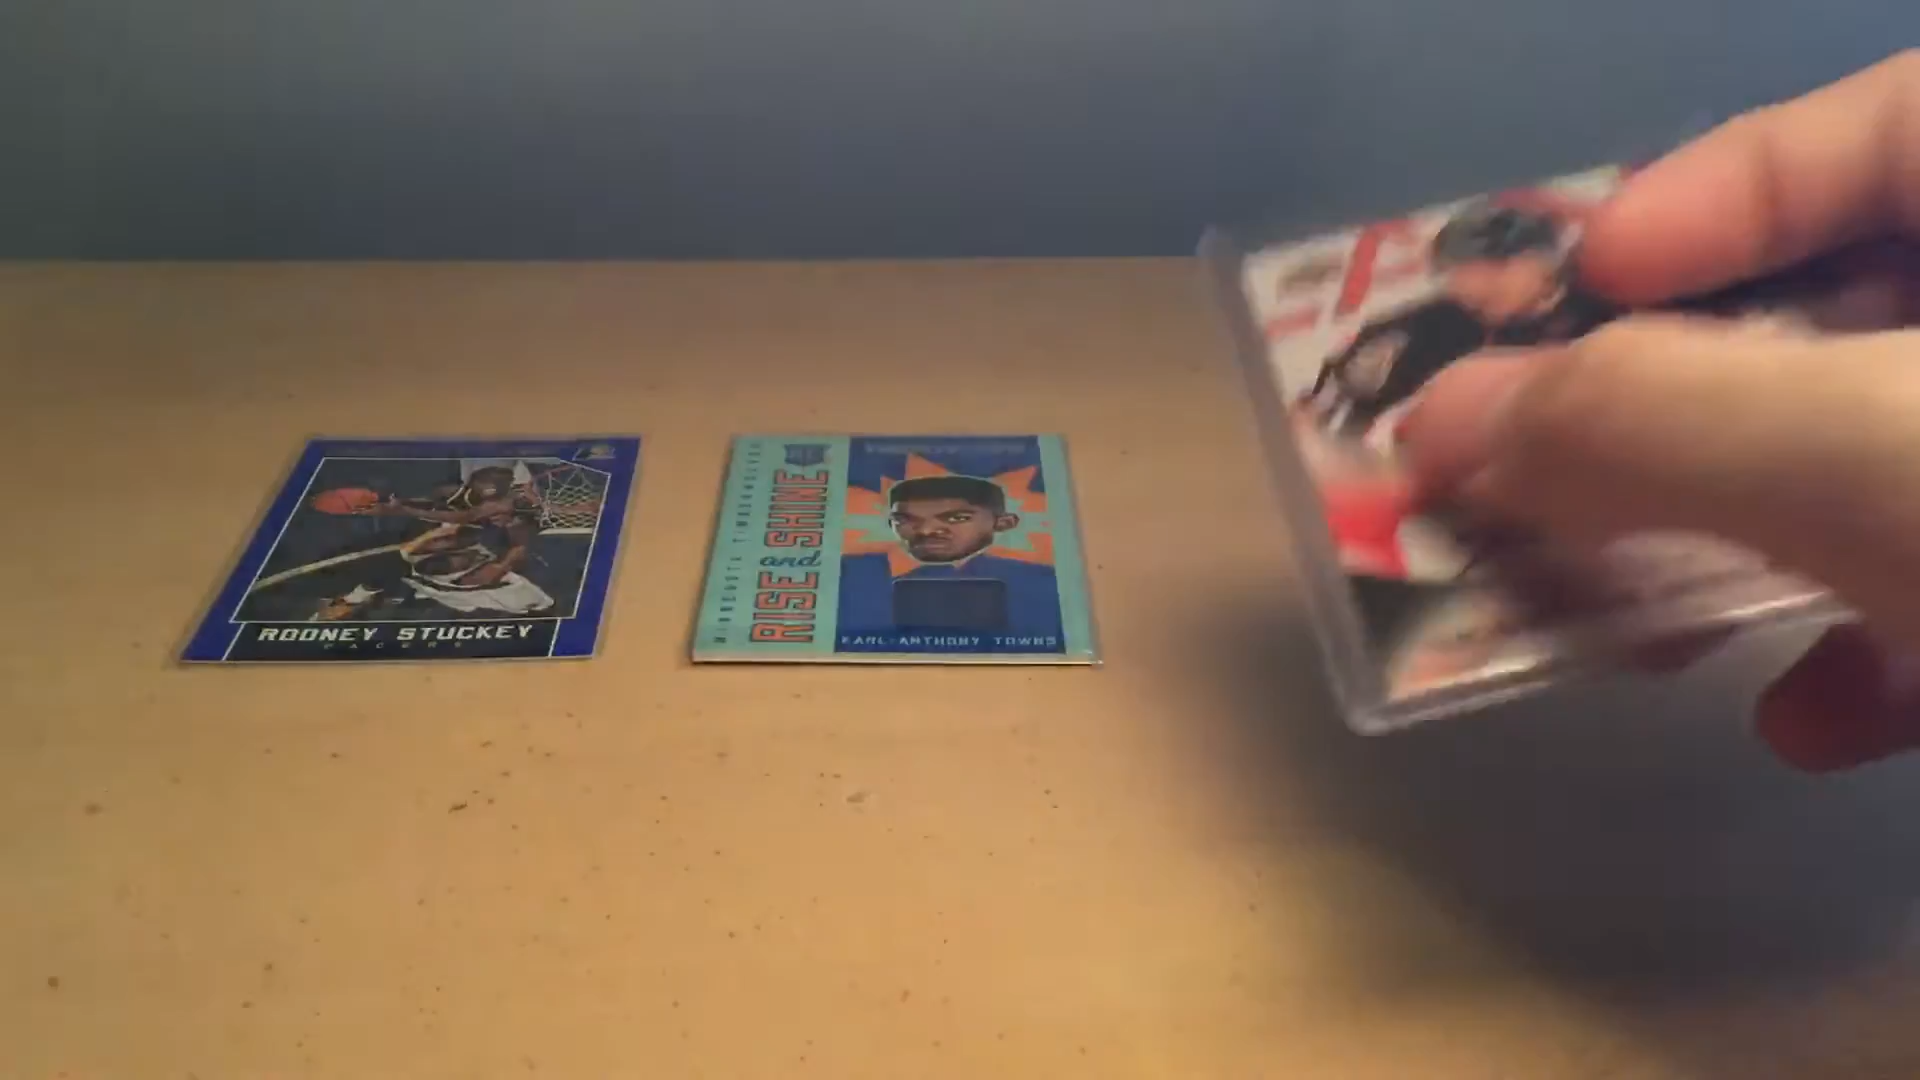 RODNEY STUCKEY
PACERS
MINNESOTA TIMBERWOLVES
RISE and SHINE
KARL-ANTHONY TOWNS